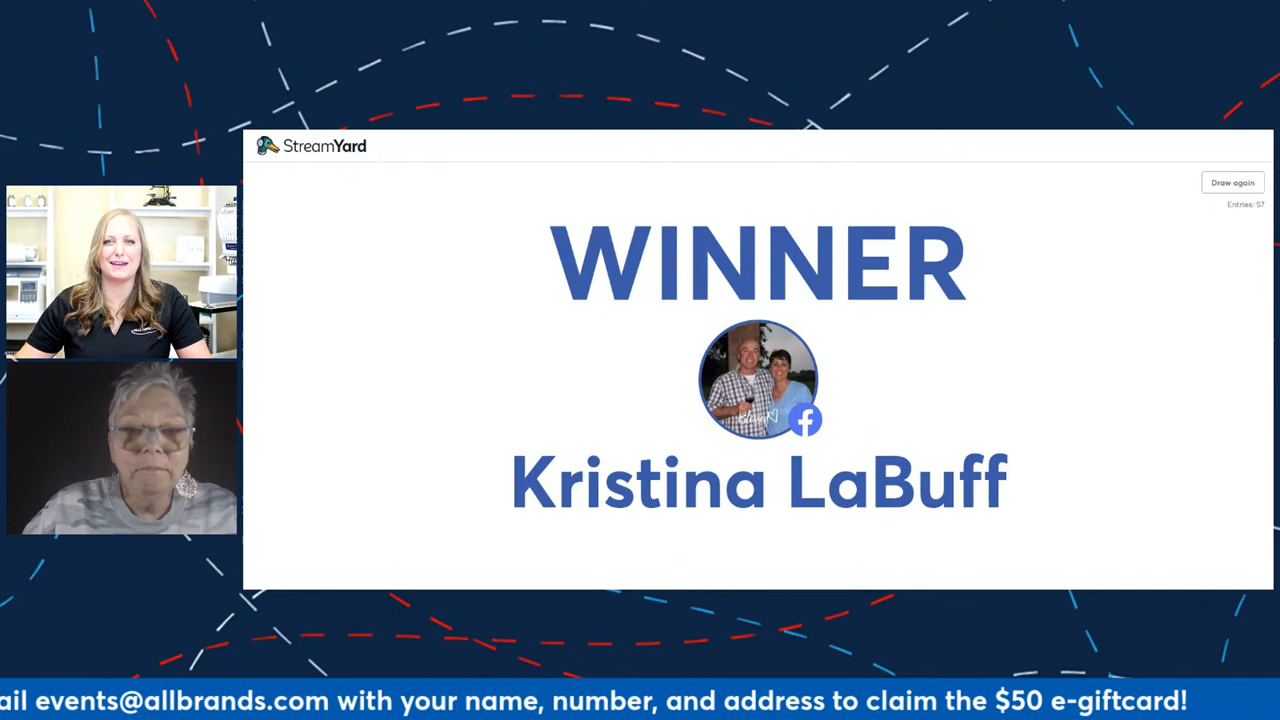 StreamYard
Draw again
Entries: 57
WINNER
Kristina LaBuff
ail events@allbrands.com with your name, number, and address to claim the $50 e-giftcard!